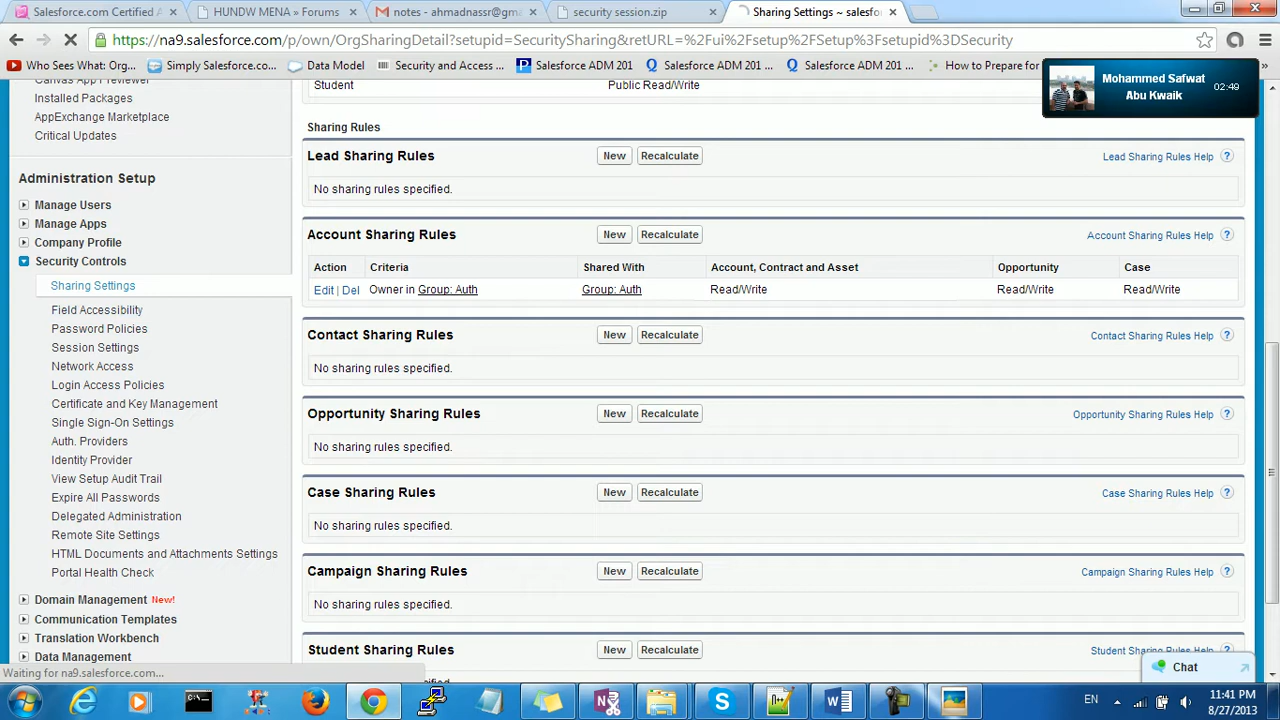 Salesforce.com Certified A
HUNDW MENA » Forums
notes - ahmadnassr@gm
security session.zip
Sharing Settings ~ salesfo
https://na9.salesforce.com/p/own/OrgSharingDetail?setupid=SecuritySharing&retURL=%2Fui%2Fsetup%2FSetup%3Fsetupid%3DSecurity
Who Sees What: Org...
Simply Salesforce.co...
Data Model
Security and Access ...
Salesforce ADM 201
Salesforce ADM 201 ...
Salesforce ADM 201 ...
How to Prepare for
»
Mohammed Safwat
Abu Kwaik
02:49
Installed Packages
AppExchange Marketplace
Critical Updates
Administration Setup
Manage Users
Manage Apps
Company Profile
Security Controls
Sharing Settings
Field Accessibility
Password Policies
Session Settings
Network Access
Login Access Policies
Certificate and Key Management
Single Sign-On Settings
Auth. Providers
Identity Provider
View Setup Audit Trail
Expire All Passwords
Delegated Administration
Remote Site Settings
HTML Documents and Attachments Settings
Portal Health Check
Domain Management New!
Communication Templates
Translation Workbench
Data Management
Student Public Read/Write
Sharing Rules
Lead Sharing Rules New Recalculate Lead Sharing Rules Help ?
No sharing rules specified.
Account Sharing Rules New Recalculate Account Sharing Rules Help ?
Action Criteria Shared With Account, Contract and Asset Opportunity Case
Edit | Del Owner in Group: Auth Group: Auth Read/Write Read/Write Read/Write
Contact Sharing Rules New Recalculate Contact Sharing Rules Help ?
No sharing rules specified.
Opportunity Sharing Rules New Recalculate Opportunity Sharing Rules Help ?
No sharing rules specified.
Case Sharing Rules New Recalculate Case Sharing Rules Help ?
No sharing rules specified.
Campaign Sharing Rules New Recalculate Campaign Sharing Rules Help ?
No sharing rules specified.
Student Sharing Rules New Recalculate Student Sharing Rules Help ?
Waiting for na9.salesforce.com...
Chat
EN
11:41 PM
8/27/2013